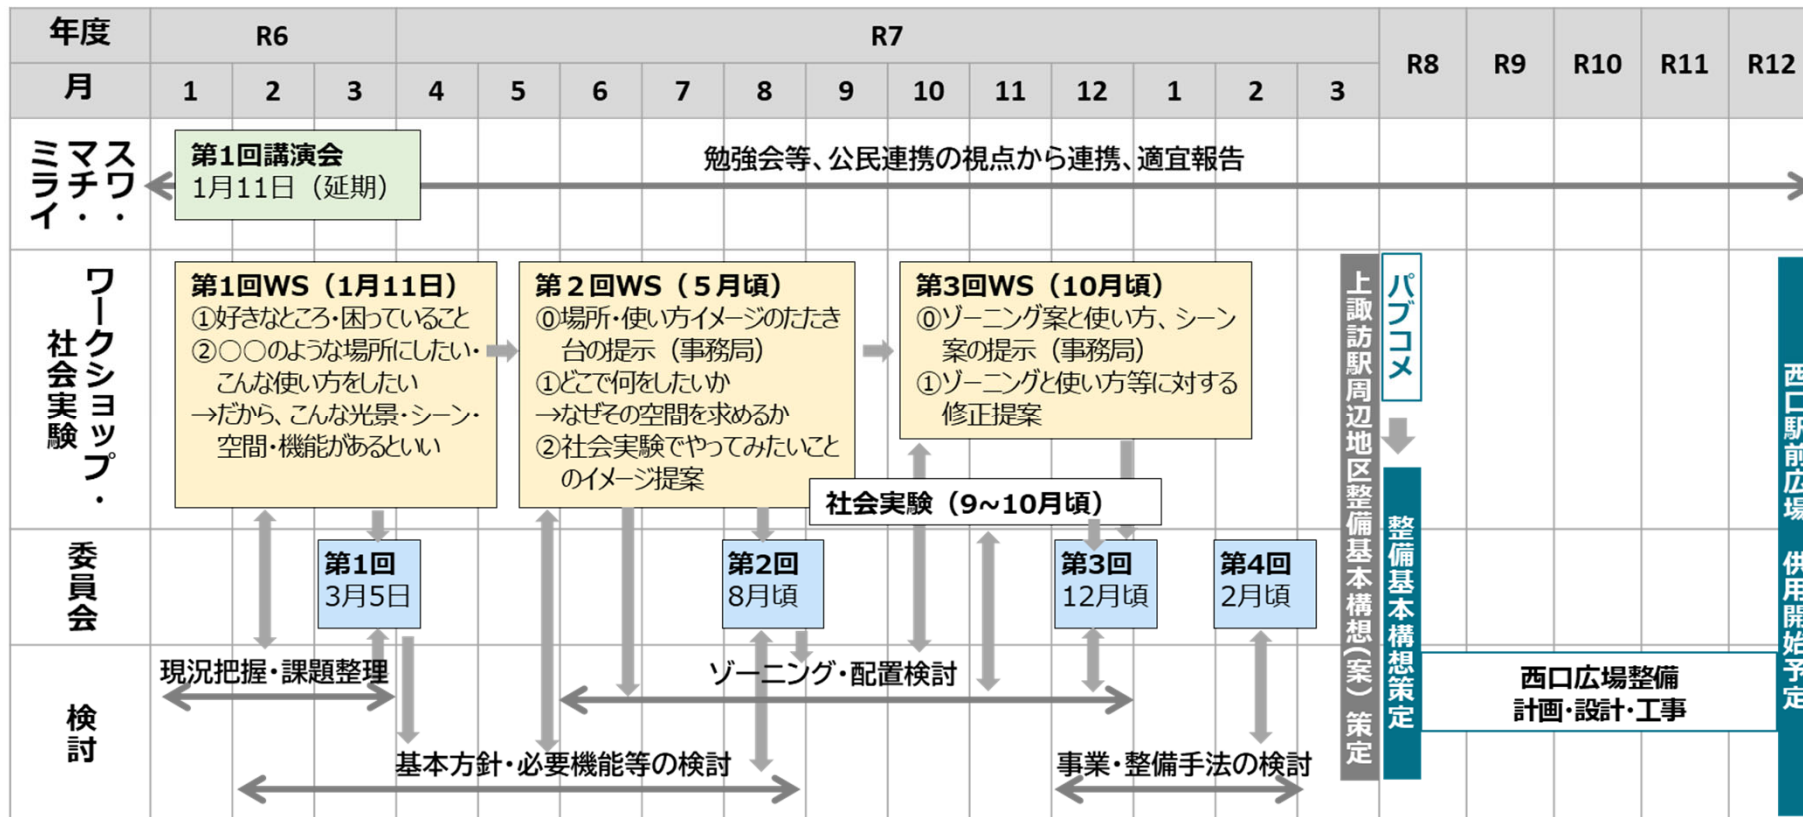 年度
R6
R7
R8
R9
R10
R11
R12
月
1
2
3
4
5
6
7
8
9
10
11
12
1
2
3
スワ・
マチ・
ミライ
第1回講演会
1月11日（延期）
勉強会等、公民連携の視点から連携、適宜報告
ワークショップ・
社会実験
第1回WS（1月11日）
①好きなところ・困っていること
②○○のような場所にしたい・
こんな使い方をしたい
→だから、こんな光景・シーン・
空間・機能があるといい
第２回WS（５月頃）
⓪場所・使い方イメージのたたき
台の提示（事務局）
①どこで何をしたいか
→なぜその空間を求めるか
②社会実験でやってみたいこと
のイメージ提案
第3回WS（10月頃）
⓪ゾーニング案と使い方、シーン
案の提示（事務局）
①ゾーニングと使い方等に対する
修正提案
社会実験（9~10月頃）
上諏訪駅周辺地区整備基本構想(案）策定
パブコメ
整備基本構想策定
西口駅前広場　供用開始予定
委員会
第1回
3月5日
第2回
8月頃
第3回
12月頃
第4回
2月頃
検討
現況把握・課題整理
ゾーニング・配置検討
基本方針・必要機能等の検討
事業・整備手法の検討
西口広場整備
計画・設計・工事